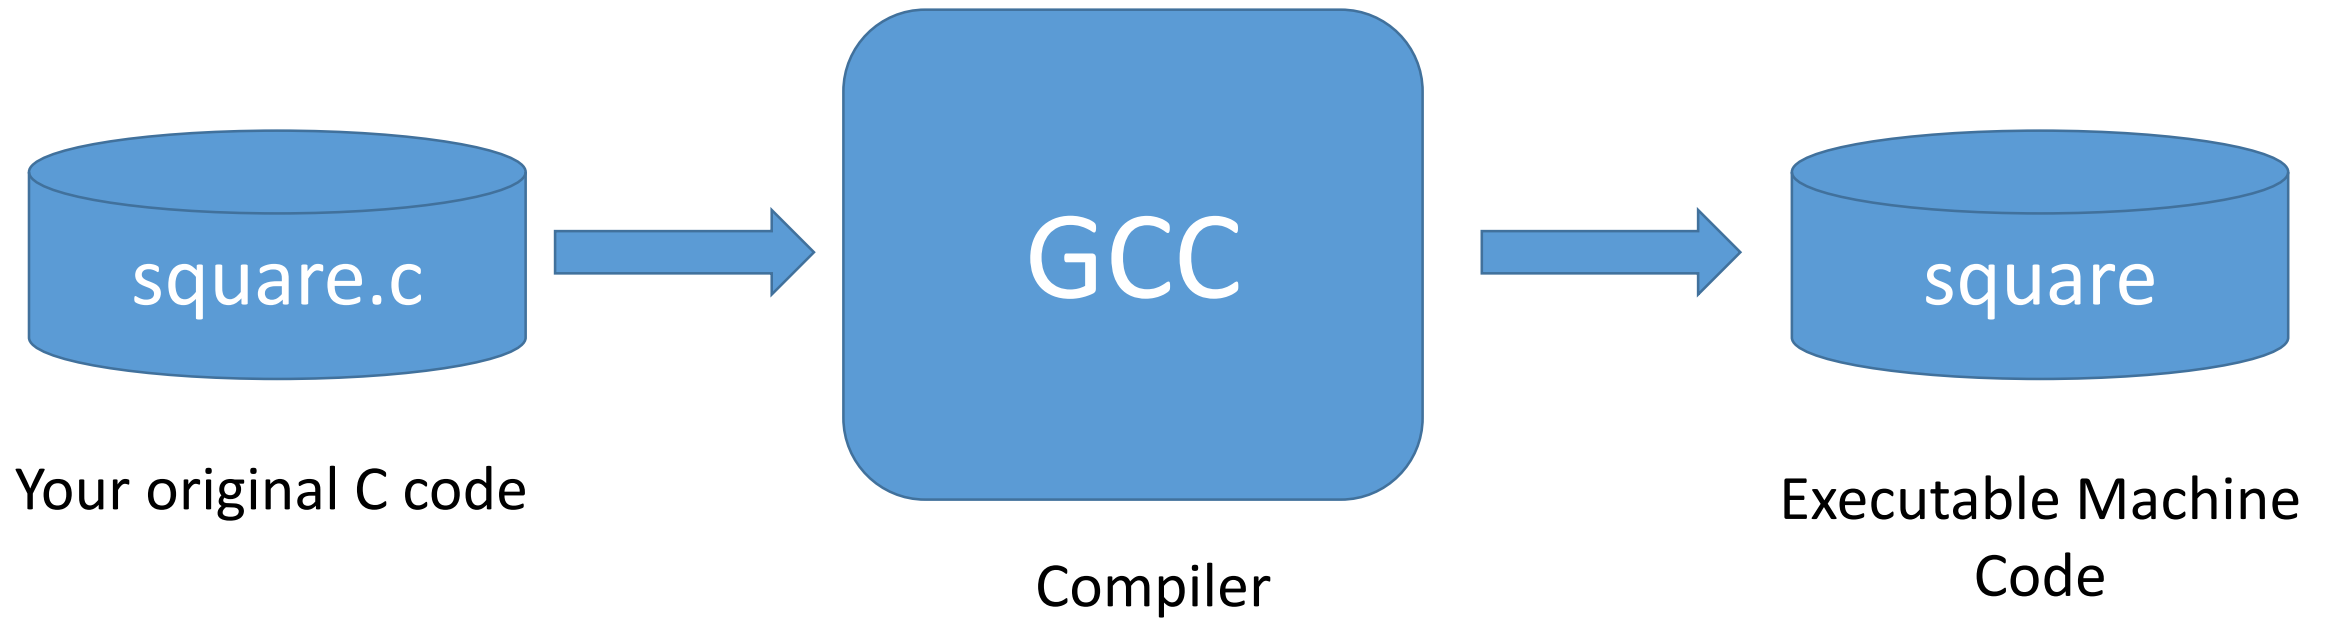 square.c
GCC
square
Your original C code
Compiler
Executable Machine
Code